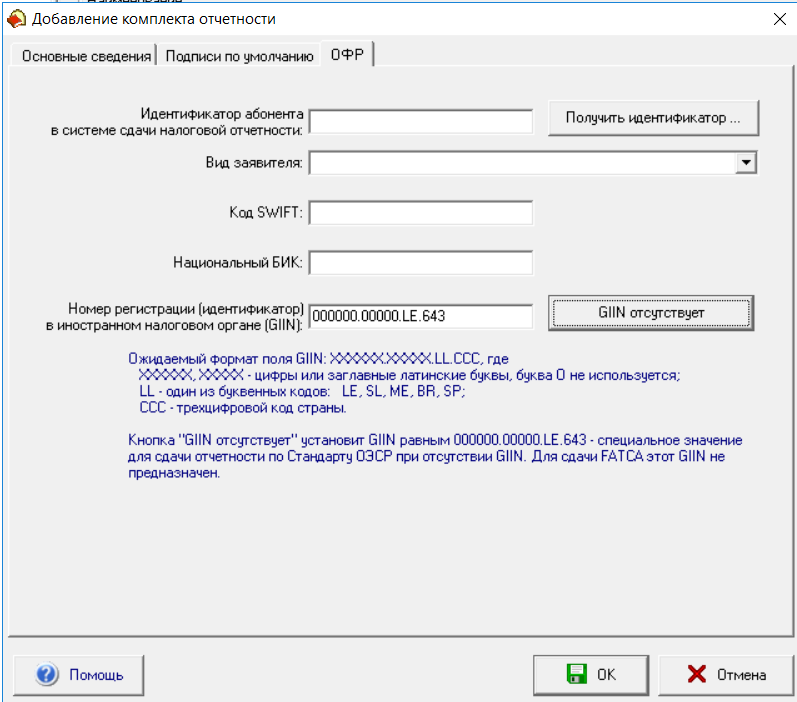 Добавление комплекта отчетности
Основные сведения Подписи по умолчанию ОФР
Идентификатор абонента
в системе сдачи налоговой отчетности:
Получить идентификатор ...
Вид заявителя:
Код SWIFT:
Национальный БИК:
Номер регистрации (идентификатор)
в иностранном налоговом органе (GIIN):
000000.00000.LE.643
GIIN отсутствует
Ожидаемый формат поля GIIN: XXXXXX.XXXXX.LL.CCC, где
XXXXXX, XXXXX - цифры или заглавные латинские буквы, буква O не используется;
LL - один из буквенных кодов: LE, SL, ME, BR, SP;
CCC - трехцифровой код страны.
Кнопка "GIIN отсутствует" установит GIIN равным 000000.00000.LE.643 - специальное значение
для сдачи отчетности по Стандарту ОЭСР при отсутствии GIIN. Для сдачи FATCA этот GIIN не
предназначен.
Помощь
OK
Отмена